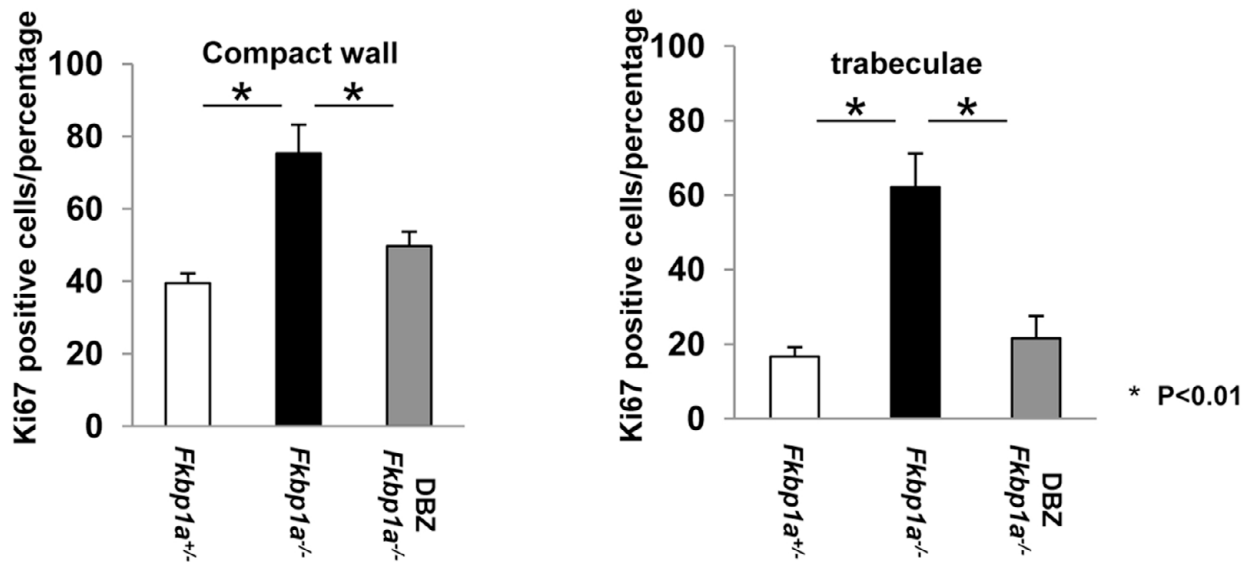 Compact wall
Ki67 positive cells/percentage
100
80
60
40
20
0
* *
Fkbp1a+/-
Fkbp1a-/-
DBZ
Fkbp1a-/-
trabeculae
Ki67 positive cells/percentage
100
80
60
40
20
0
* *
Fkbp1a+/-
Fkbp1a-/-
DBZ
Fkbp1a-/-
* P<0.01